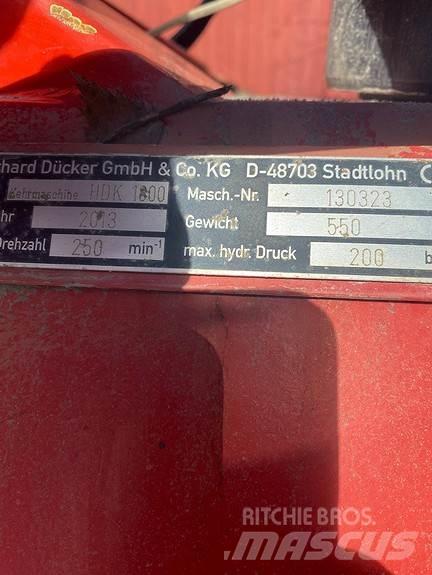 hard Dücker GmbH & Co. KG D-48703 Stadtlohn C
Kehrmaschine HDK 1800 Masch.-Nr. 130323
hr 2013 Gewicht 550
Drehzahl 250 min⁻¹ max. hydr. Druck 200 b
RITCHIE BROS.
MASCUS